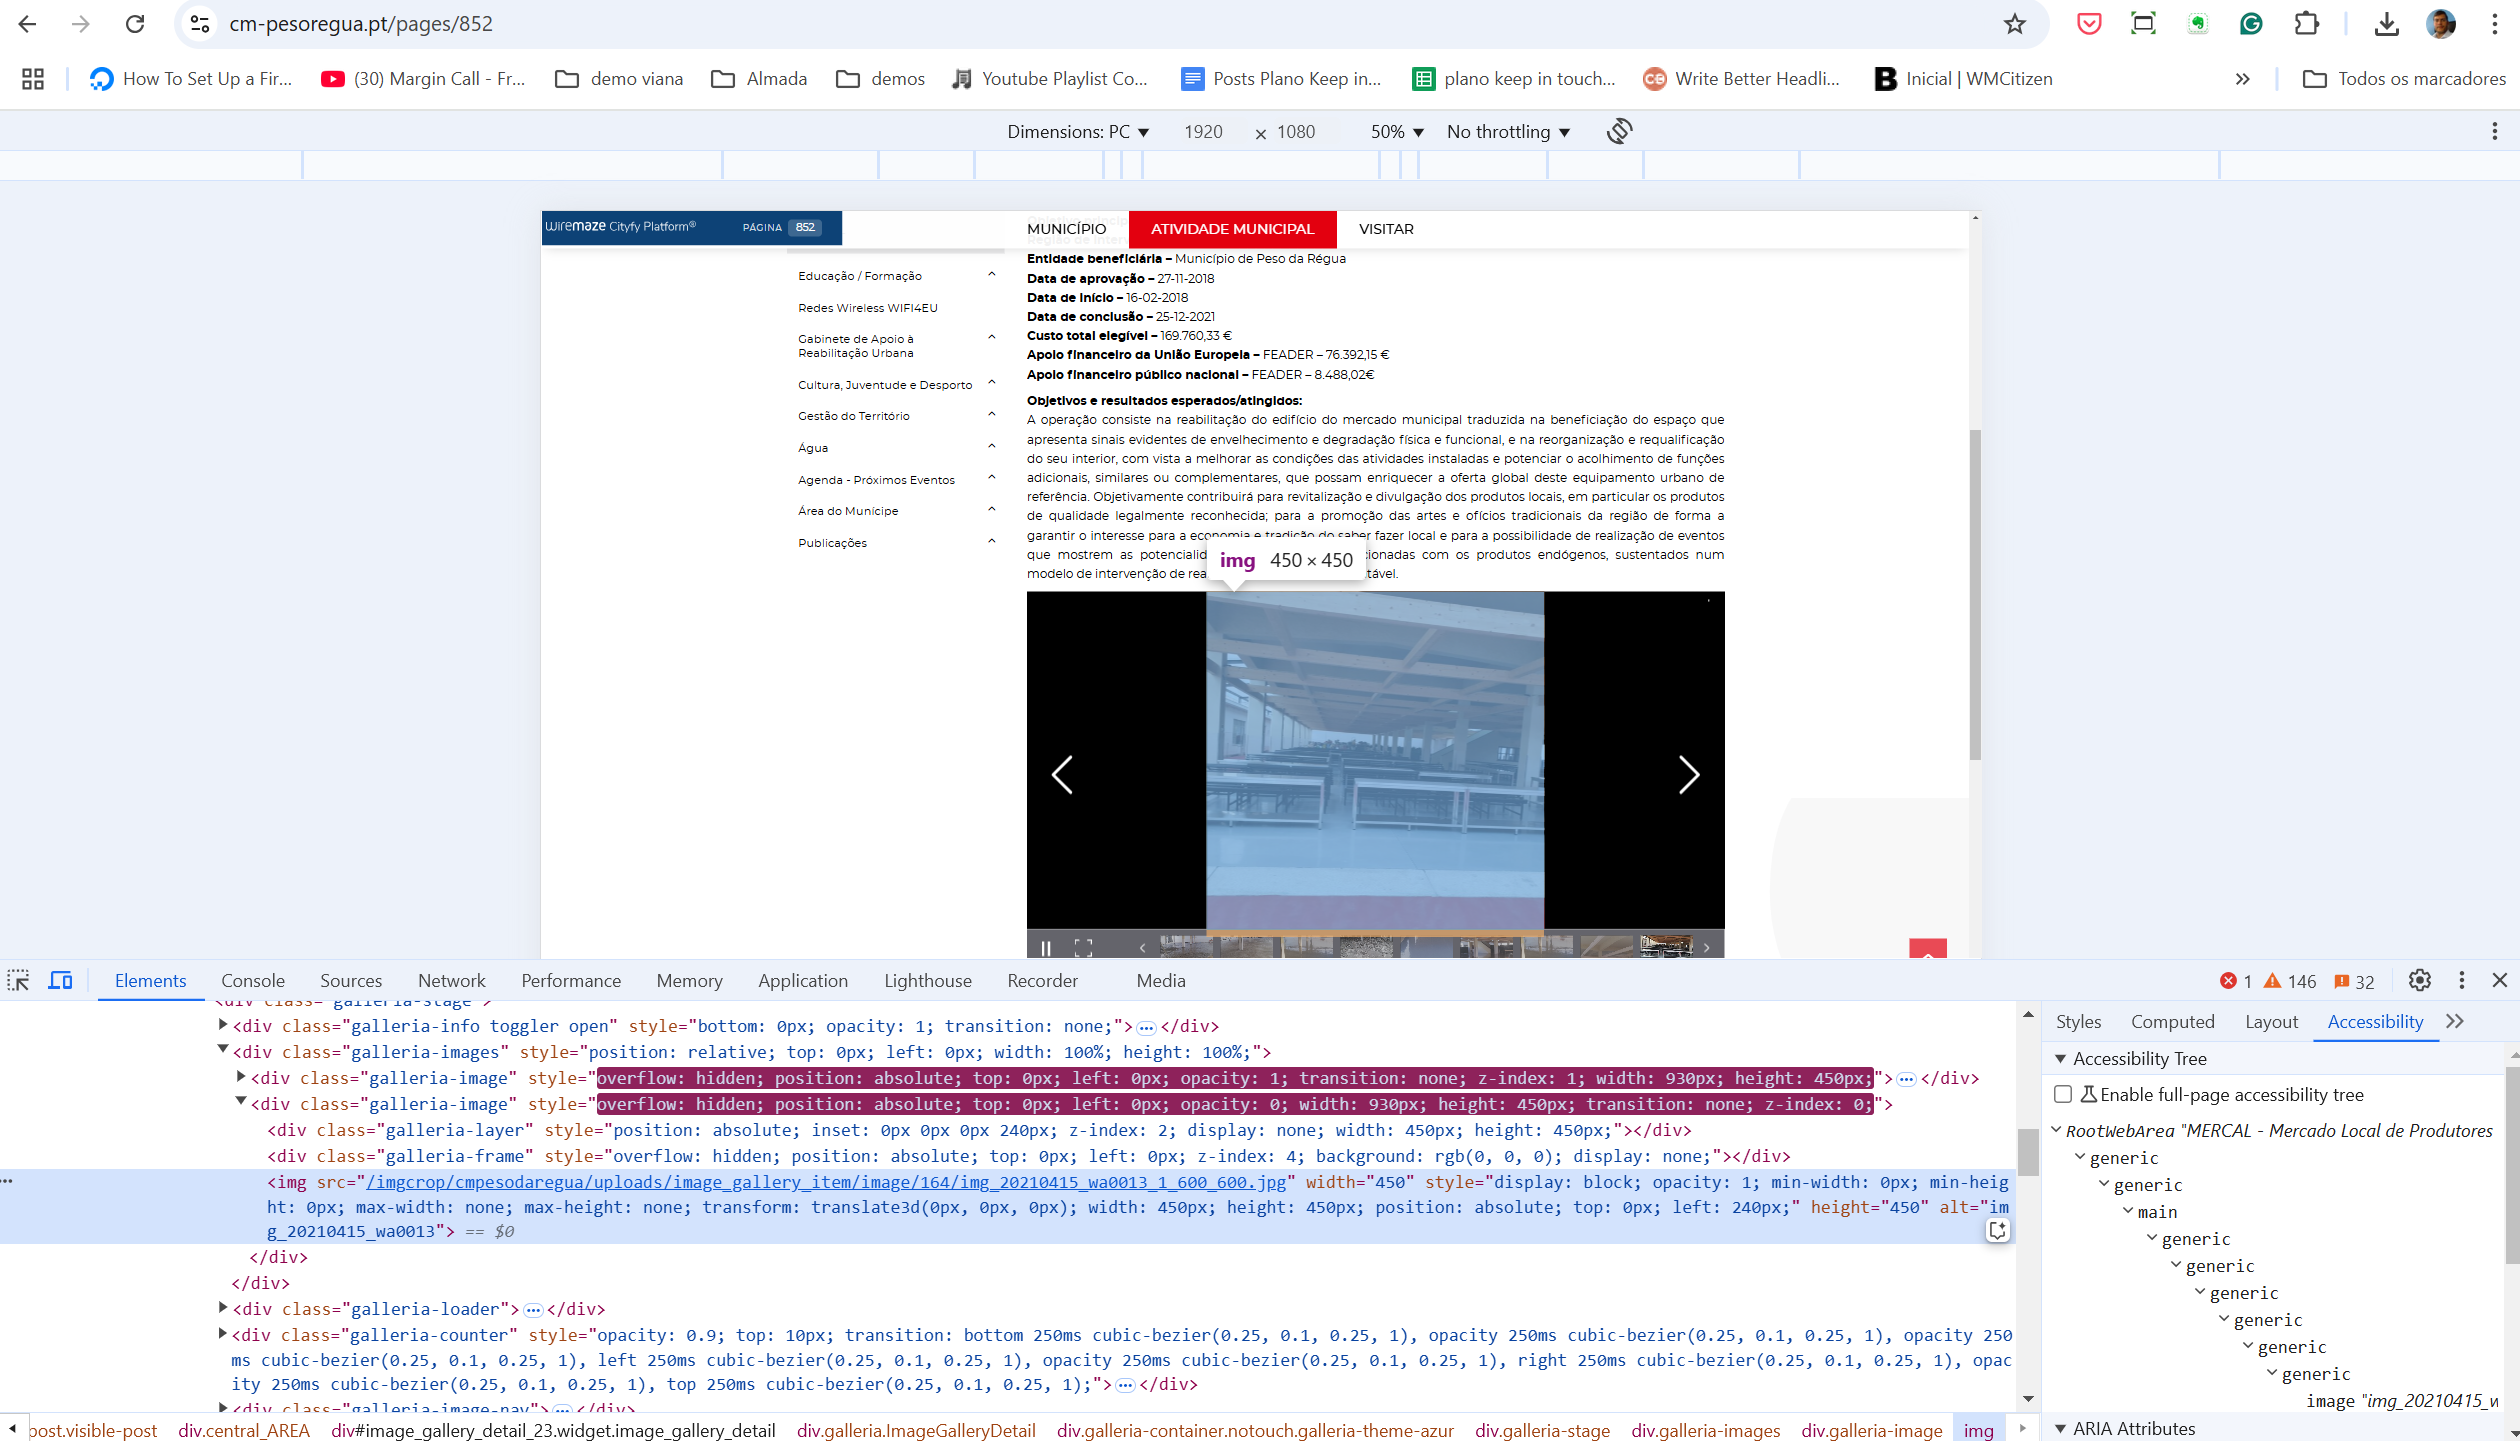 cm-pesoregua.pt/pages/852
How To Set Up a Fir... (30) Margin Call - Fr... demo viana Almada demos Youtube Playlist Co... Posts Plano Keep in... plano keep in touch... Write Better Headli... Inicial | WMCitizen » Todos os marcadores
Dimensions: PC ▼ 1920 × 1080 50% ▼ No throttling ▼
wiremaze Cityfy Platform® PÁGINA 852
MUNICÍPIO ATIVIDADE MUNICIPAL VISITAR
Educação / Formação
Redes Wireless WIFI4EU
Gabinete de Apoio à
Reabilitação Urbana
Cultura, Juventude e Desporto
Gestão do Território
Água
Agenda - Próximos Eventos
Área do Munícipe
Publicações
Entidade beneficiária – Município de Peso da Régua
Data de aprovação – 27-11-2018
Data de início – 16-02-2018
Data de conclusão – 25-12-2021
Custo total elegível – 169.760,33 €
Apoio financeiro da União Europeia – FEADER – 76.392,15 €
Apoio financeiro público nacional – FEADER – 8.488,02€
Objetivos e resultados esperados/atingidos:
A operação consiste na reabilitação do edifício do mercado municipal traduzida na beneficiação do espaço que
apresenta sinais evidentes de envelhecimento e degradação física e funcional, e na reorganização e requalificação
do seu interior, com vista a melhorar as condições das atividades instaladas e potenciar o acolhimento de funções
adicionais, similares ou complementares, que possam enriquecer a oferta global deste equipamento urbano de
referência. Objetivamente contribuirá para revitalização e divulgação dos produtos locais, em particular os produtos
de qualidade legalmente reconhecida; para a promoção das artes e ofícios tradicionais da região de forma a
garantir o interesse para a economia e tradição do saber fazer local e para a possibilidade de realização de eventos
que mostrem as potencialid cionadas com os produtos endógenos, sustentados num
modelo de intervenção de rea tável.
img 450 × 450
Elements Console Sources Network Performance Memory Application Lighthouse Recorder Media 1 146 32
<div class="galleria-stage">
<div class="galleria-info toggler open" style="bottom: 0px; opacity: 1; transition: none;">…</div>
<div class="galleria-images" style="position: relative; top: 0px; left: 0px; width: 100%; height: 100%;">
<div class="galleria-image" style="overflow: hidden; position: absolute; top: 0px; left: 0px; opacity: 1; transition: none; z-index: 1; width: 930px; height: 450px;">…</div>
<div class="galleria-image" style="overflow: hidden; position: absolute; top: 0px; left: 0px; opacity: 0; width: 930px; height: 450px; transition: none; z-index: 0;">
<div class="galleria-layer" style="position: absolute; inset: 0px 0px 0px 240px; z-index: 2; display: none; width: 450px; height: 450px;"></div>
<div class="galleria-frame" style="overflow: hidden; position: absolute; top: 0px; left: 0px; z-index: 4; background: rgb(0, 0, 0); display: none;"></div>
<img src="/imgcrop/cmpesodaregua/uploads/image_gallery_item/image/164/img_20210415_wa0013_1_600_600.jpg" width="450" style="display: block; opacity: 1; min-width: 0px; min-heig
ht: 0px; max-width: none; max-height: none; transform: translate3d(0px, 0px, 0px); width: 450px; height: 450px; position: absolute; top: 0px; left: 240px;" height="450" alt="im
g_20210415_wa0013"> == $0
</div>
</div>
<div class="galleria-loader">…</div>
<div class="galleria-counter" style="opacity: 0.9; top: 10px; transition: bottom 250ms cubic-bezier(0.25, 0.1, 0.25, 1), opacity 250ms cubic-bezier(0.25, 0.1, 0.25, 1), opacity 250
ms cubic-bezier(0.25, 0.1, 0.25, 1), left 250ms cubic-bezier(0.25, 0.1, 0.25, 1), opacity 250ms cubic-bezier(0.25, 0.1, 0.25, 1), right 250ms cubic-bezier(0.25, 0.1, 0.25, 1), opac
ity 250ms cubic-bezier(0.25, 0.1, 0.25, 1), top 250ms cubic-bezier(0.25, 0.1, 0.25, 1);">…</div>
<div class="galleria-image-nav">…</div>
post.visible-post div.central_AREA div#image_gallery_detail_23.widget.image_gallery_detail div.galleria.ImageGalleryDetail div.galleria-container.notouch.galleria-theme-azur div.galleria-stage div.galleria-images div.galleria-image img
Styles Computed Layout Accessibility »
Accessibility Tree
Enable full-page accessibility tree
RootWebArea "MERCAL - Mercado Local de Produtores
generic
generic
main
generic
generic
generic
generic
generic
generic
image "img_20210415_w
ARIA Attributes